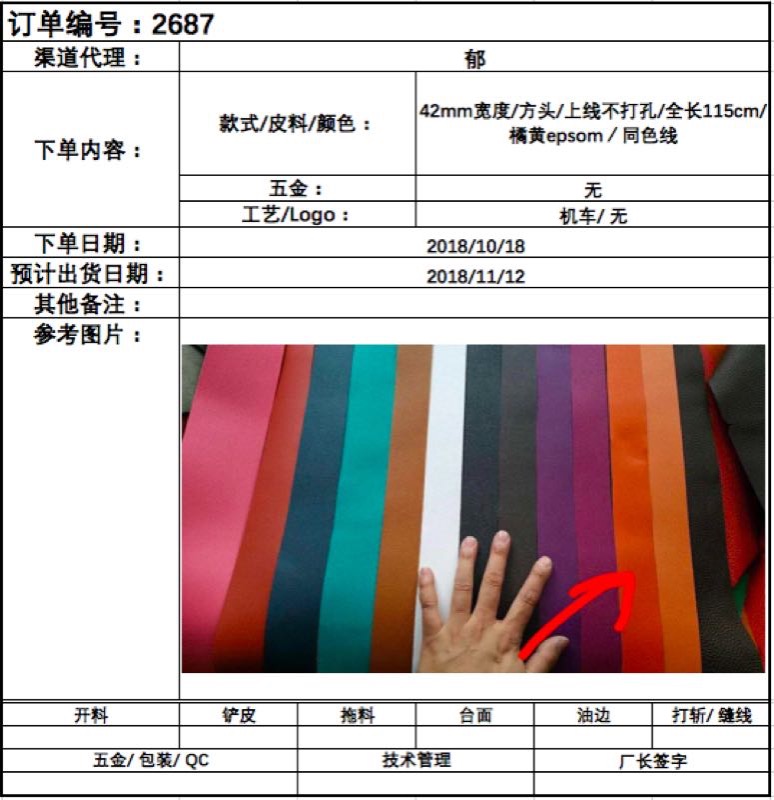 订单编号：2687
渠道代理：
郁
下单内容：
款式/皮料/颜色：
42mm宽度/方头/上线不打孔/全长115cm/
橘黄epsom / 同色线
五金：
无
工艺/Logo：
机车/ 无
下单日期：
2018/10/18
预计出货日期：
2018/11/12
其他备注：
参考图片：
开料 铲皮 拖料 台面 油边 打斩/ 缝线
五金/ 包装/ QC 技术管理 厂长签字